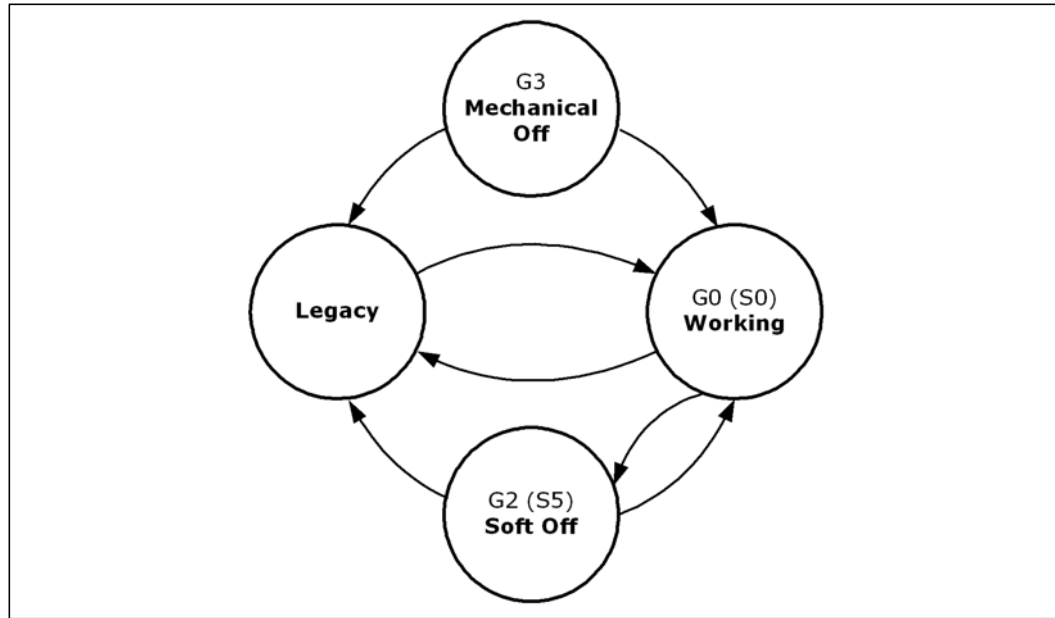 G3
Mechanical
Off
Legacy
G0 (S0)
Working
G2 (S5)
Soft Off